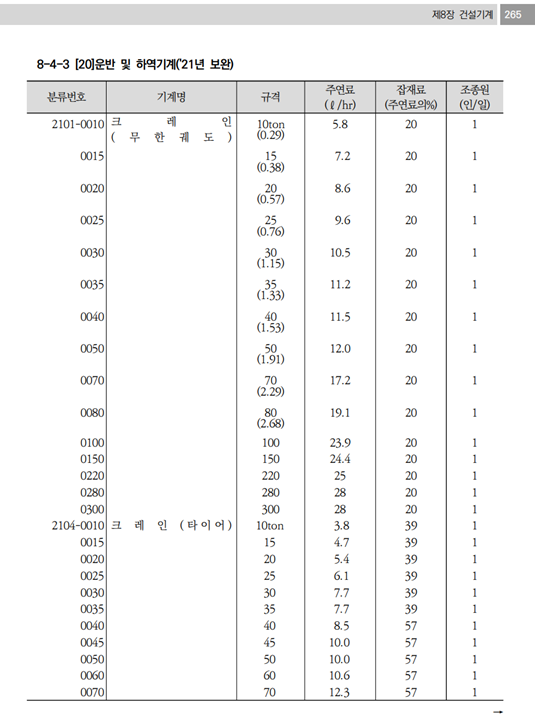 제8장 건설기계 265
8-4-3 [20]운반 및 하역기계('21년 보완)
분류번호 기계명 규격 주연료 (ℓ/hr) 잡재료 (주연료의%) 조종원 (인/일)
2101-0010 크 레 인 (무 한 궤 도) 10ton (0.29) 5.8 20 1
0015 15 (0.38) 7.2 20 1
0020 20 (0.57) 8.6 20 1
0025 25 (0.76) 9.6 20 1
0030 30 (1.15) 10.5 20 1
0035 35 (1.33) 11.2 20 1
0040 40 (1.53) 11.5 20 1
0050 50 (1.91) 12.0 20 1
0070 70 (2.29) 17.2 20 1
0080 80 (2.68) 19.1 20 1
0100 100 23.9 20 1
0150 150 24.4 20 1
0220 220 25 20 1
0280 280 28 20 1
0300 300 28 20 1
2104-0010 크 레 인 (타이어) 10ton 3.8 39 1
0015 15 4.7 39 1
0020 20 5.4 39 1
0025 25 6.1 39 1
0030 30 7.7 39 1
0035 35 7.7 39 1
0040 40 8.5 57 1
0045 45 10.0 57 1
0050 50 10.0 57 1
0060 60 10.6 57 1
0070 70 12.3 57 1
→